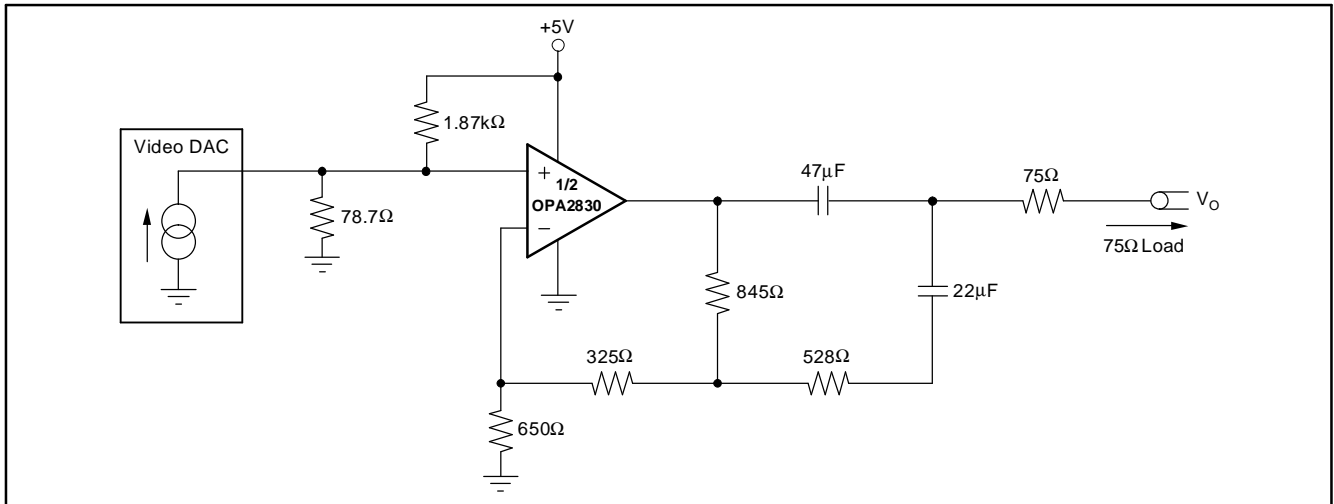 +5V
1.87kΩ
Video DAC
78.7Ω
+
1/2
OPA2830
−
47μF
75Ω
V_O
75Ω Load
845Ω
22μF
325Ω
528Ω
650Ω